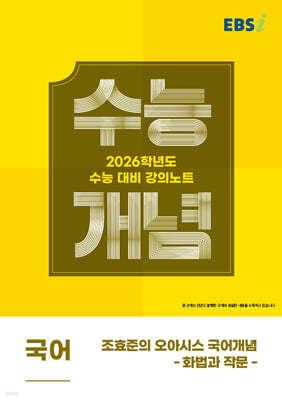 EBSi
수능
2026학년도
수능 대비 강의노트
개념
국어
조효준의 오아시스 국어개념
- 화법과 작문 -